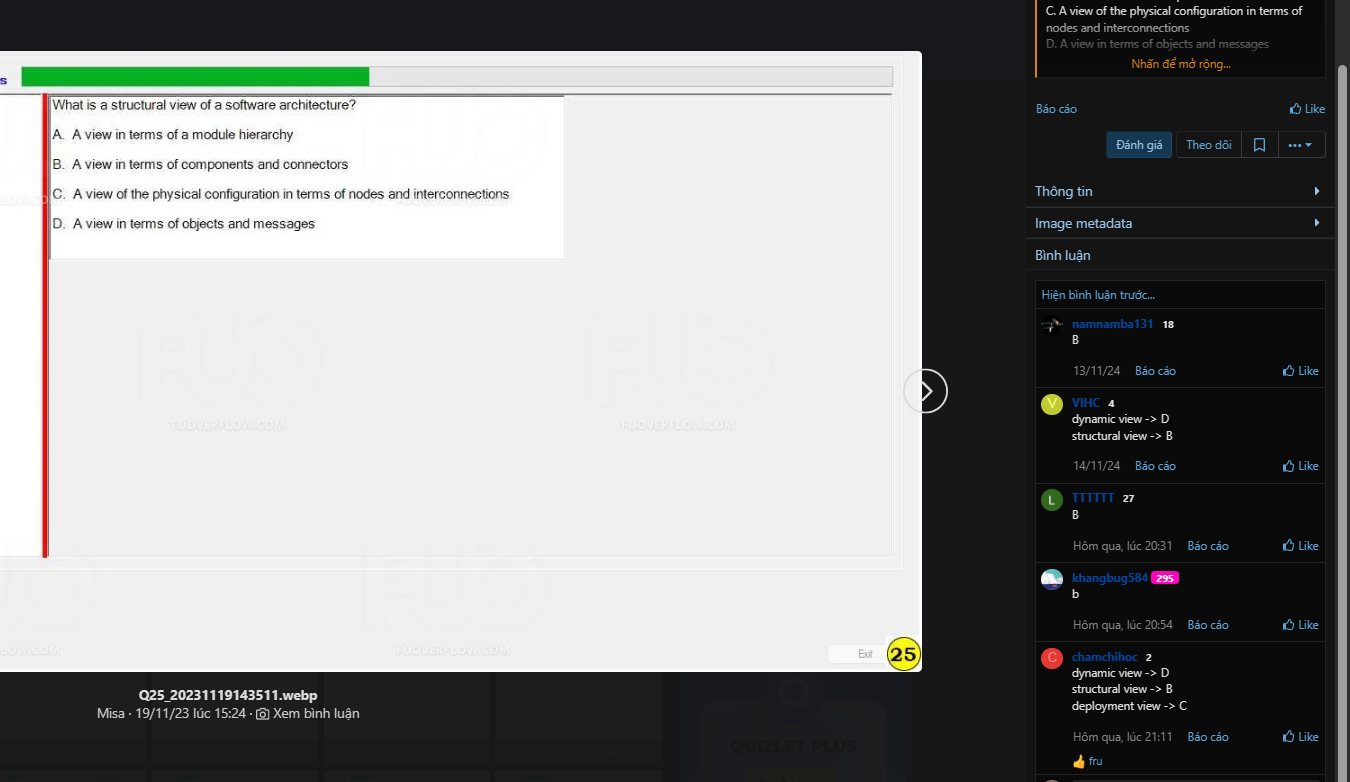 s
What is a structural view of a software architecture?
A. A view in terms of a module hierarchy
B. A view in terms of components and connectors
C. A view of the physical configuration in terms of nodes and interconnections
D. A view in terms of objects and messages
FUOVERFLOW.COM
FUOVERFLOW.COM
LOW.COM
FUOVERFLOW.COM
Exit
25
Q25_20231119143511.webp
Misa · 19/11/23 lúc 15:24 · Xem bình luận
QUIZLET PLUS
C. A view of the physical configuration in terms of
nodes and interconnections
D. A view in terms of objects and messages
Nhấn để mở rộng...
Báo cáo
Like
Đánh giá
Theo dõi
Thông tin
Image metadata
Bình luận
Hiện bình luận trước...
namnamba131 18
B
13/11/24 Báo cáo Like
V
VIHC 4
dynamic view -> D
structural view -> B
14/11/24 Báo cáo Like
L
TTTTTT 27
B
Hôm qua, lúc 20:31 Báo cáo Like
khangbug584 295
b
Hôm qua, lúc 20:54 Báo cáo Like
C
chamchihoc 2
dynamic view -> D
structural view -> B
deployment view -> C
Hôm qua, lúc 21:11 Báo cáo Like
fru